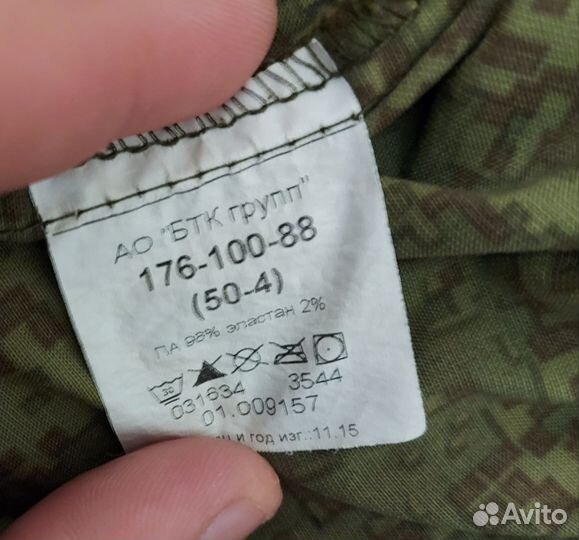 АО "БТК групп"
176-100-88
(50-4)
ПА 98% эластан 2%
30
031634 3544
01.009157
и год изг.:11.15
Avito